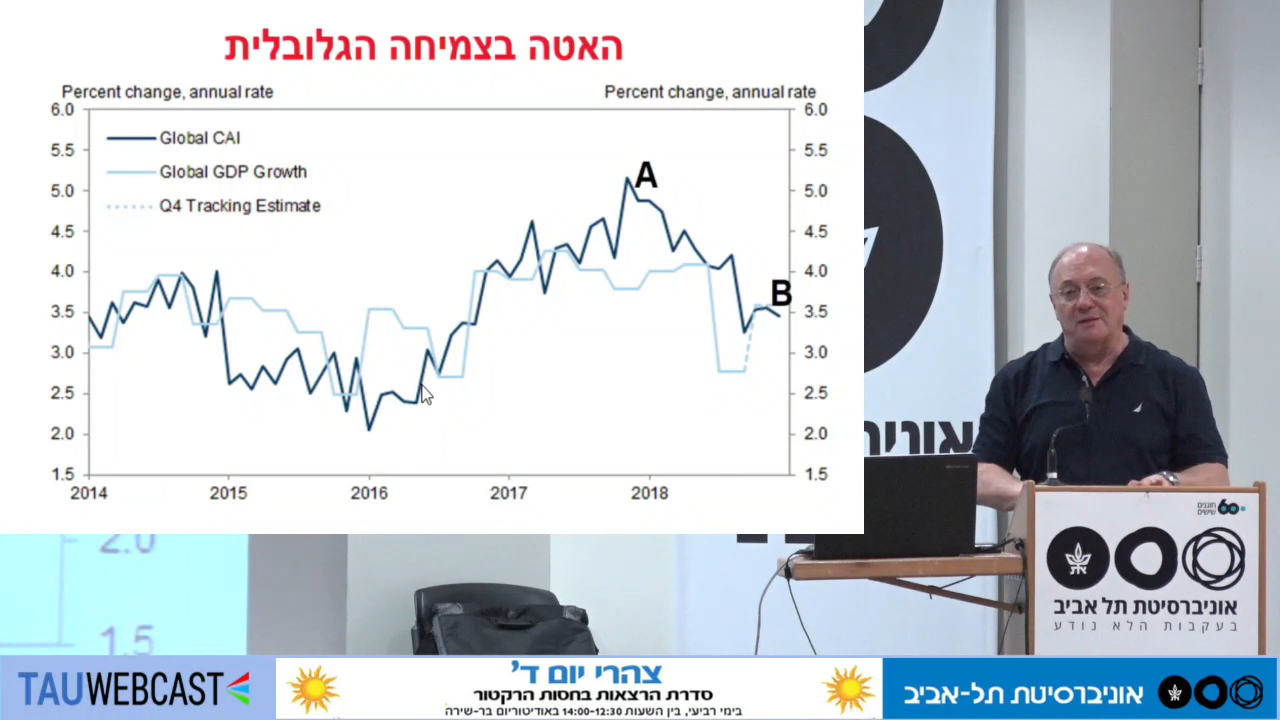 האטה בצמיחה הגלובלית
Percent change, annual rate
Percent change, annual rate
6.0
5.5
5.0
4.5
4.0
3.5
3.0
2.5
2.0
1.5
Global CAI
Global GDP Growth
Q4 Tracking Estimate
A
B
6.0
5.5
5.0
4.5
4.0
3.5
3.0
2.5
2.0
1.5
2014
2015
2016
2017
2018
2.0
1.5
חוגגים 60
שישים
אוניברסיטת תל אביב
בעקבות הלא נודע
TAUWEBCAST
צהרי יום ד'
סדרת הרצאות בחסות הרקטור
בימי רביעי, בין השעות 14:00-12:30 באודיטוריום בר-שירה
אוניברסיטת תל-אביב